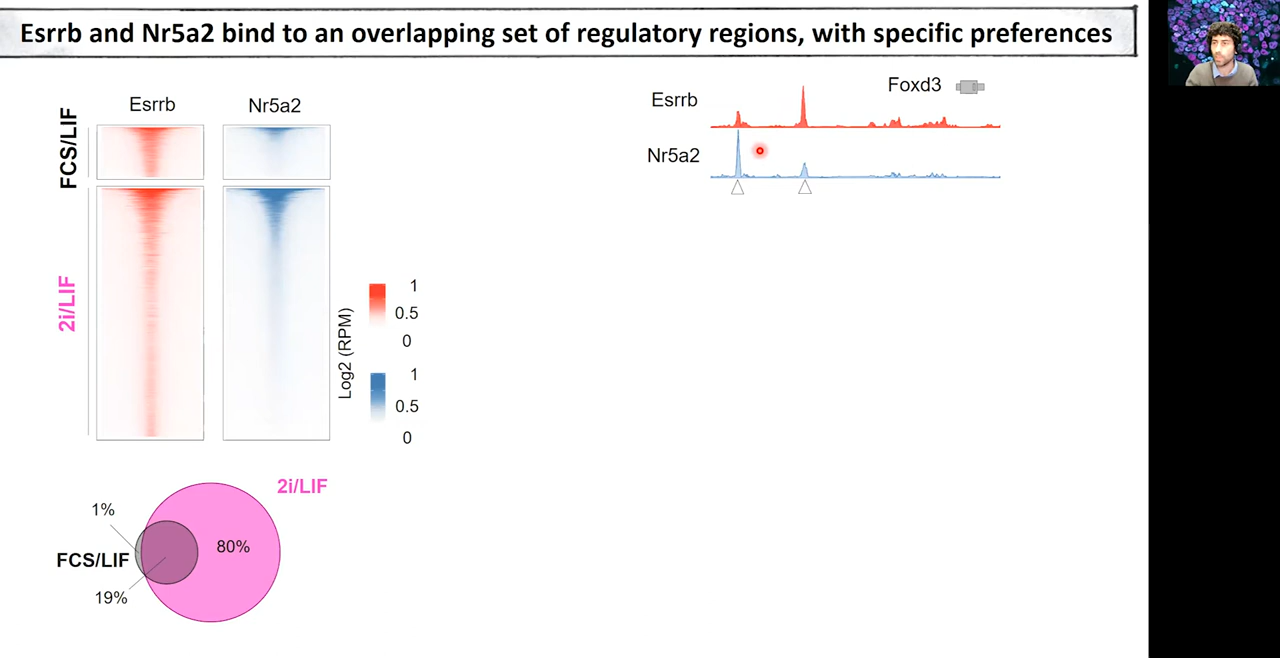 Esrrb and Nr5a2 bind to an overlapping set of regulatory regions, with specific preferences
Esrrb
Nr5a2
FCS/LIF
2i/LIF
Log2 (RPM)
1
0.5
0
1
0.5
0
2i/LIF
1%
80%
FCS/LIF
19%
Foxd3
Esrrb
Nr5a2